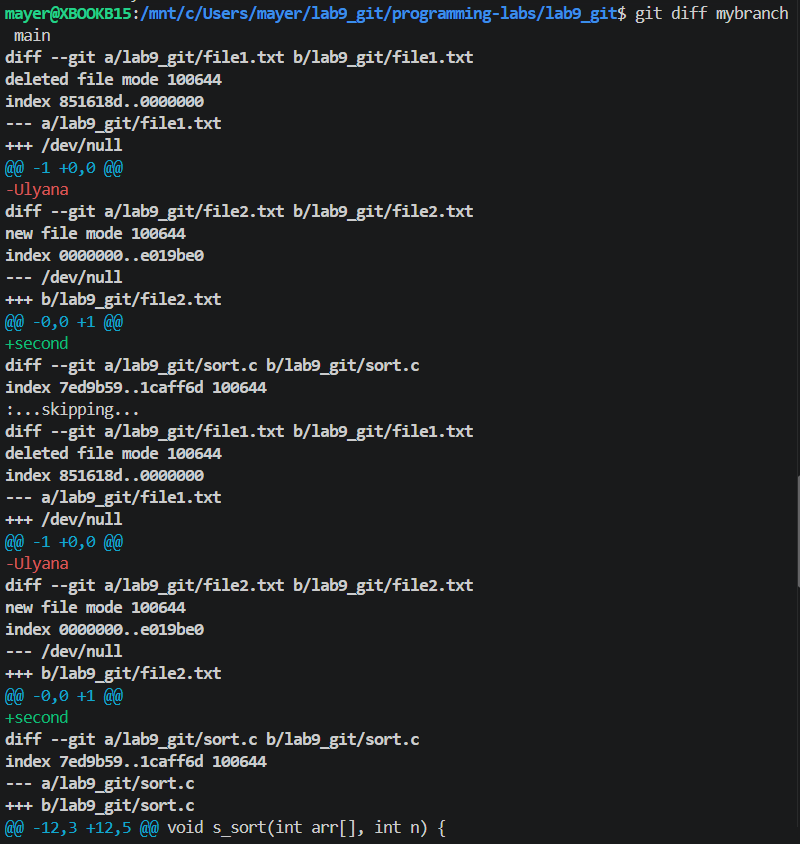 mayer@XBOOKB15:/mnt/c/Users/mayer/lab9_git/programming-labs/lab9_git$ git diff mybranch
 main
diff --git a/lab9_git/file1.txt b/lab9_git/file1.txt
deleted file mode 100644
index 851618d..0000000
--- a/lab9_git/file1.txt
+++ /dev/null
@@ -1 +0,0 @@
-Ulyana
diff --git a/lab9_git/file2.txt b/lab9_git/file2.txt
new file mode 100644
index 0000000..e019be0
--- /dev/null
+++ b/lab9_git/file2.txt
@@ -0,0 +1 @@
+second
diff --git a/lab9_git/sort.c b/lab9_git/sort.c
index 7ed9b59..1caff6d 100644
:...skipping...
diff --git a/lab9_git/file1.txt b/lab9_git/file1.txt
deleted file mode 100644
index 851618d..0000000
--- a/lab9_git/file1.txt
+++ /dev/null
@@ -1 +0,0 @@
-Ulyana
diff --git a/lab9_git/file2.txt b/lab9_git/file2.txt
new file mode 100644
index 0000000..e019be0
--- /dev/null
+++ b/lab9_git/file2.txt
@@ -0,0 +1 @@
+second
diff --git a/lab9_git/sort.c b/lab9_git/sort.c
index 7ed9b59..1caff6d 100644
--- a/lab9_git/sort.c
+++ b/lab9_git/sort.c
@@ -12,3 +12,5 @@ void s_sort(int arr[], int n) {